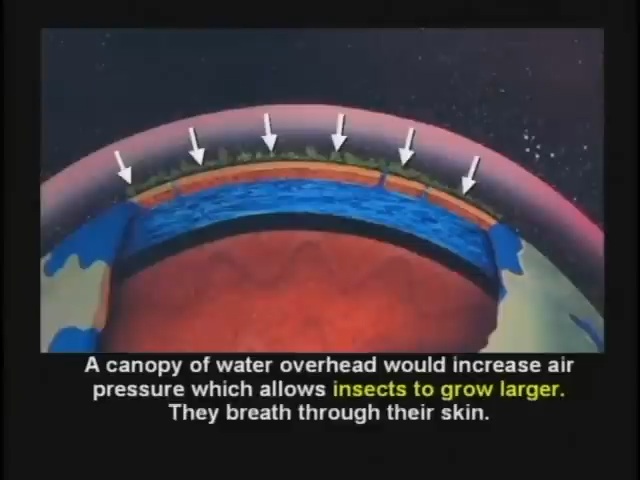 A canopy of water overhead would increase air
pressure which allows insects to grow larger.
They breath through their skin.